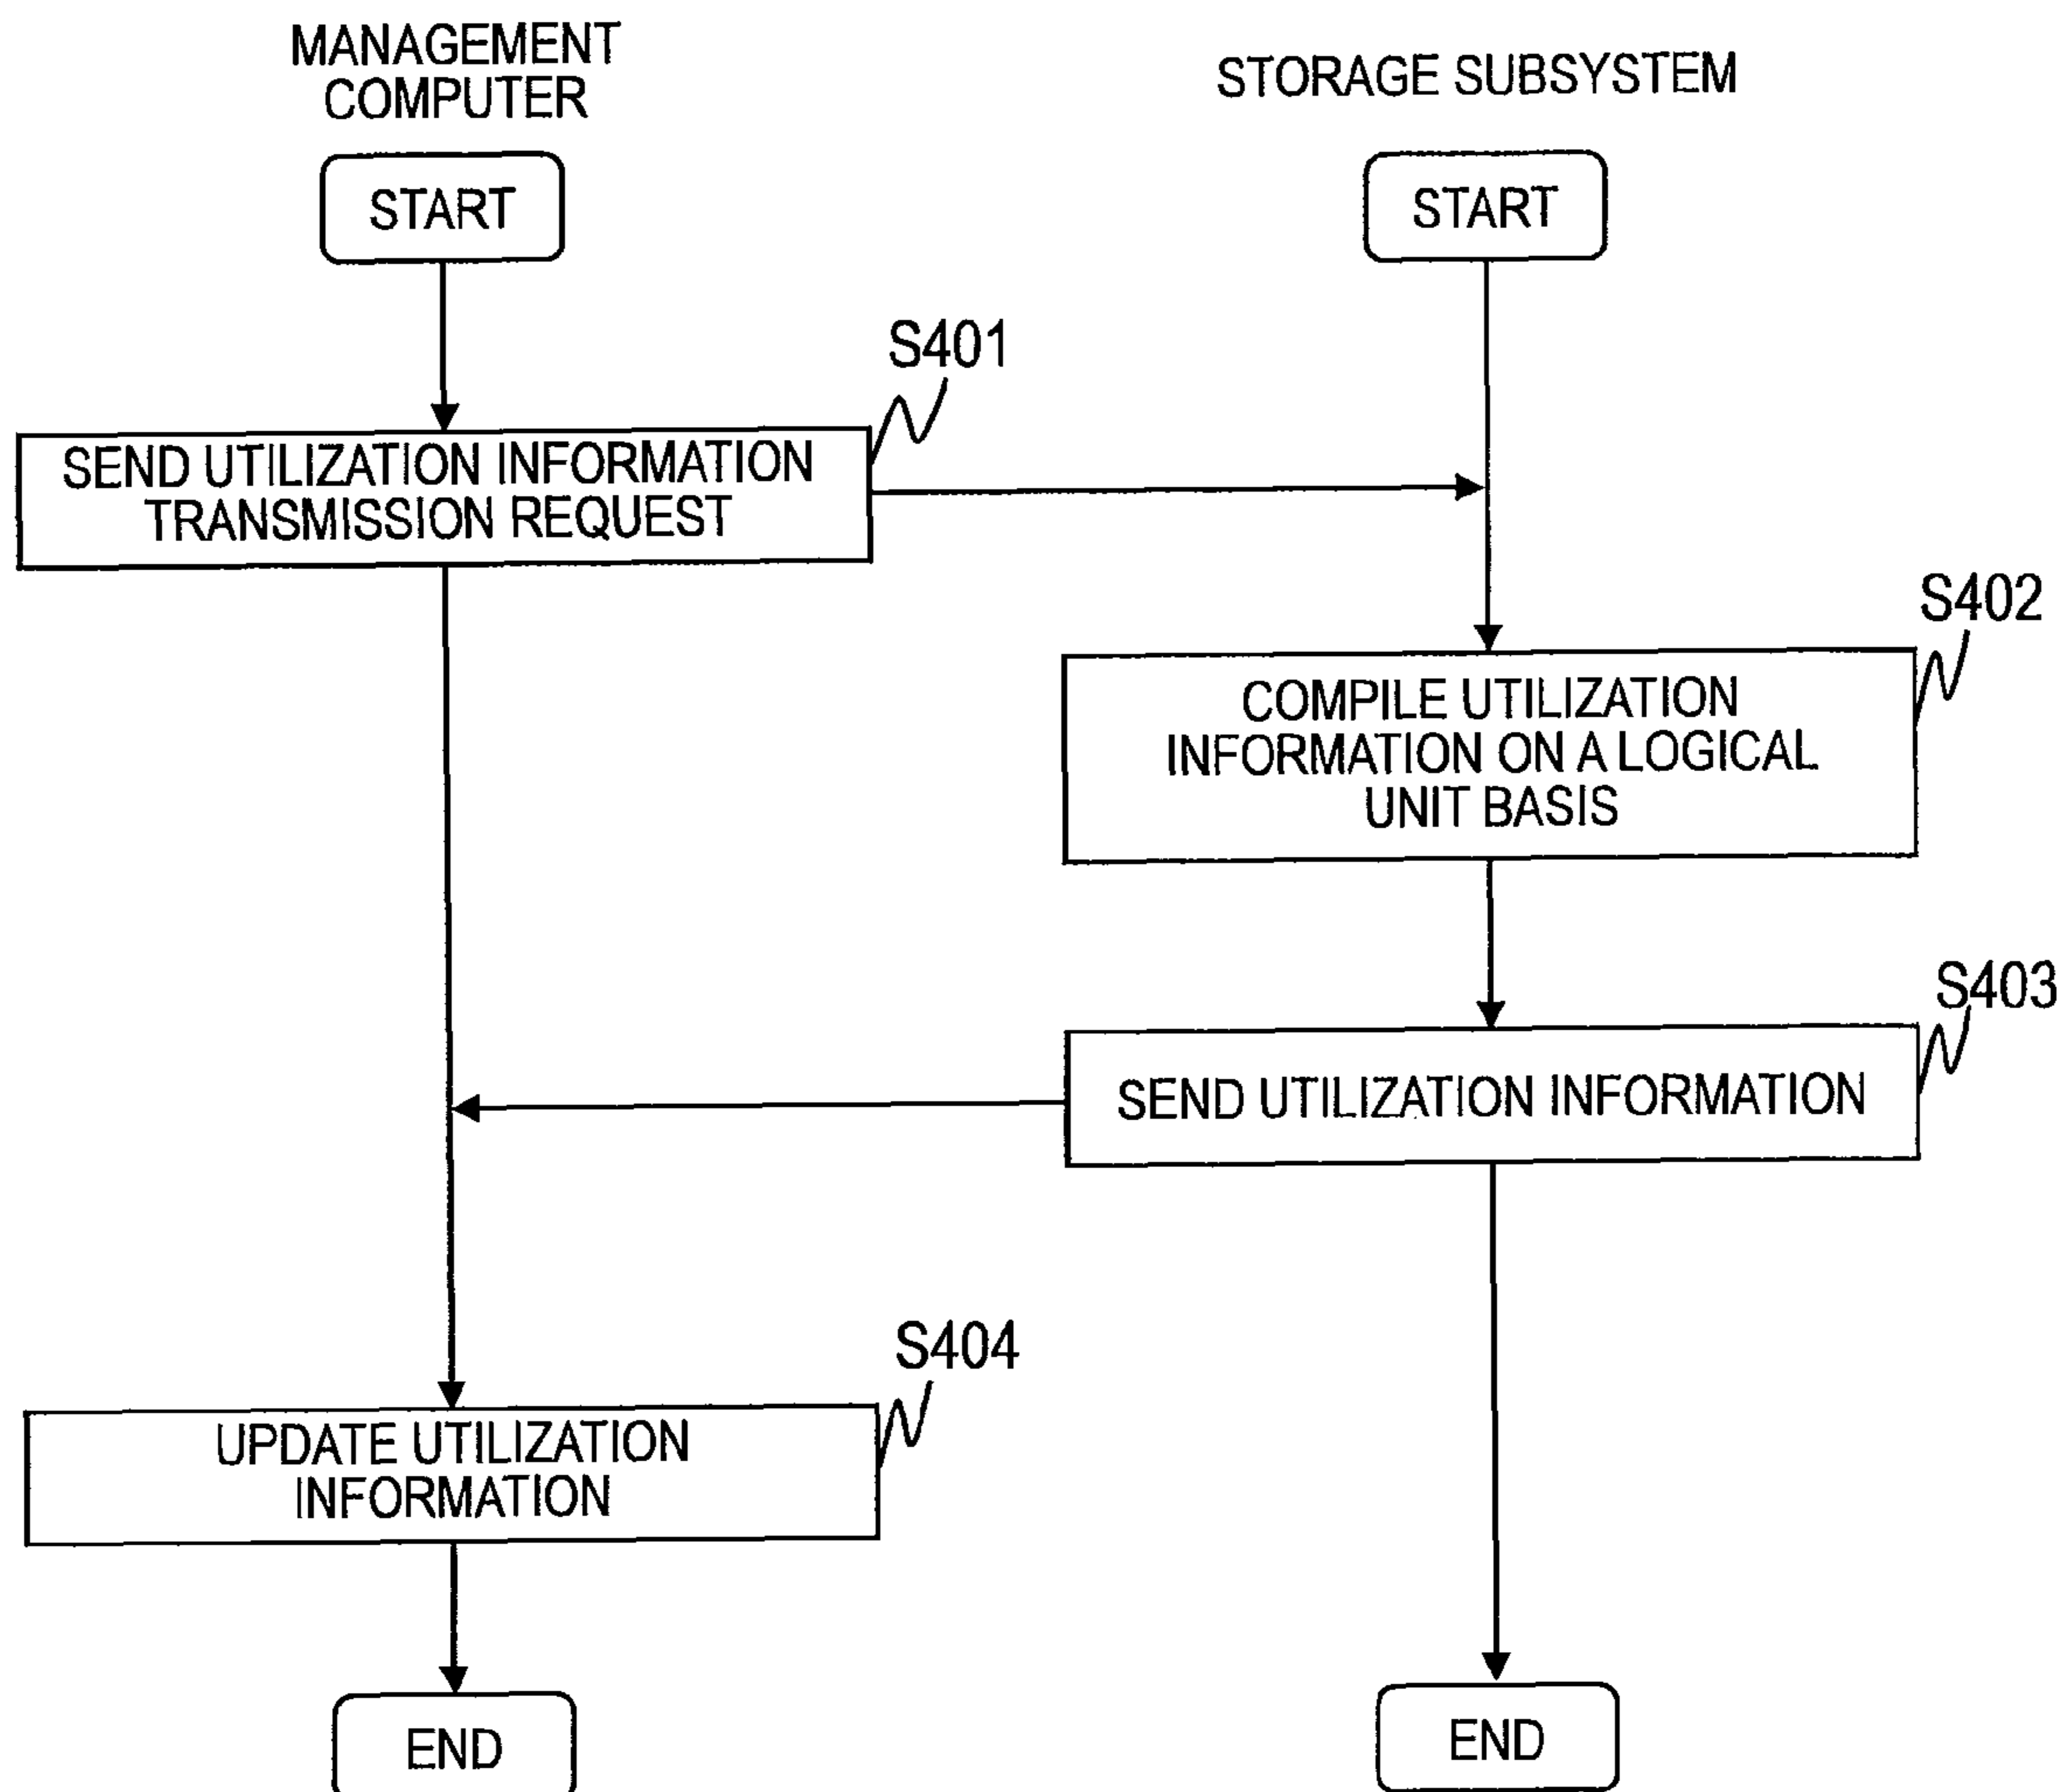 MANAGEMENT
COMPUTER
STORAGE SUBSYSTEM
START
START
S401
SEND UTILIZATION INFORMATION
TRANSMISSION REQUEST
S402
COMPILE UTILIZATION
INFORMATION ON A LOGICAL
UNIT BASIS
S403
SEND UTILIZATION INFORMATION
S404
UPDATE UTILIZATION
INFORMATION
END
END